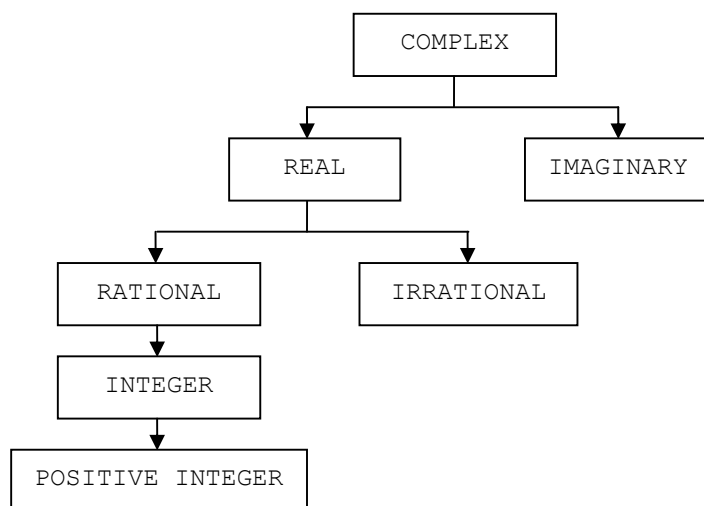 COMPLEX
REAL
IMAGINARY
RATIONAL
IRRATIONAL
INTEGER
POSITIVE INTEGER